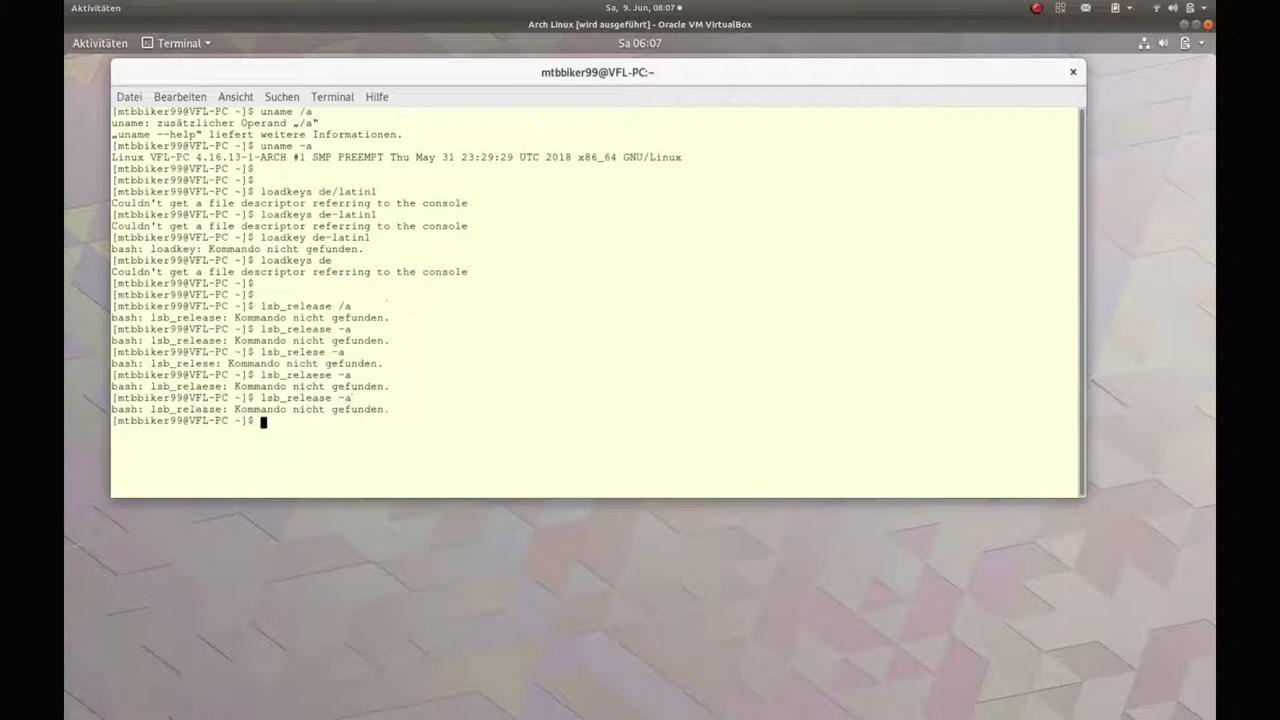 Aktivitäten
Sa, 9. Jun, 08:07
Arch Linux [wird ausgeführt] - Oracle VM VirtualBox
Aktivitäten
Terminal
Sa 06:07
mtbbiker99@VFL-PC:~
Datei Bearbeiten Ansicht Suchen Terminal Hilfe
[mtbbiker99@VFL-PC ~]$ uname /a
uname: zusätzlicher Operand „/a“
„uname --help“ liefert weitere Informationen.
[mtbbiker99@VFL-PC ~]$ uname -a
Linux VFL-PC 4.16.13-1-ARCH #1 SMP PREEMPT Thu May 31 23:29:29 UTC 2018 x86_64 GNU/Linux
[mtbbiker99@VFL-PC ~]$
[mtbbiker99@VFL-PC ~]$
[mtbbiker99@VFL-PC ~]$ loadkeys de/latin1
Couldn't get a file descriptor referring to the console
[mtbbiker99@VFL-PC ~]$ loadkeys de-latin1
Couldn't get a file descriptor referring to the console
[mtbbiker99@VFL-PC ~]$ loadkey de-latin1
bash: loadkey: Kommando nicht gefunden.
[mtbbiker99@VFL-PC ~]$ loadkeys de
Couldn't get a file descriptor referring to the console
[mtbbiker99@VFL-PC ~]$
[mtbbiker99@VFL-PC ~]$
[mtbbiker99@VFL-PC ~]$ lsb_release /a
bash: lsb_release: Kommando nicht gefunden.
[mtbbiker99@VFL-PC ~]$ lsb_release -a
bash: lsb_release: Kommando nicht gefunden.
[mtbbiker99@VFL-PC ~]$ lsb_relese -a
bash: lsb_relese: Kommando nicht gefunden.
[mtbbiker99@VFL-PC ~]$ lsb_relaese -a
bash: lsb_relaese: Kommando nicht gefunden.
[mtbbiker99@VFL-PC ~]$ lsb_release -a
bash: lsb_relaase: Kommando nicht gefunden.
[mtbbiker99@VFL-PC ~]$